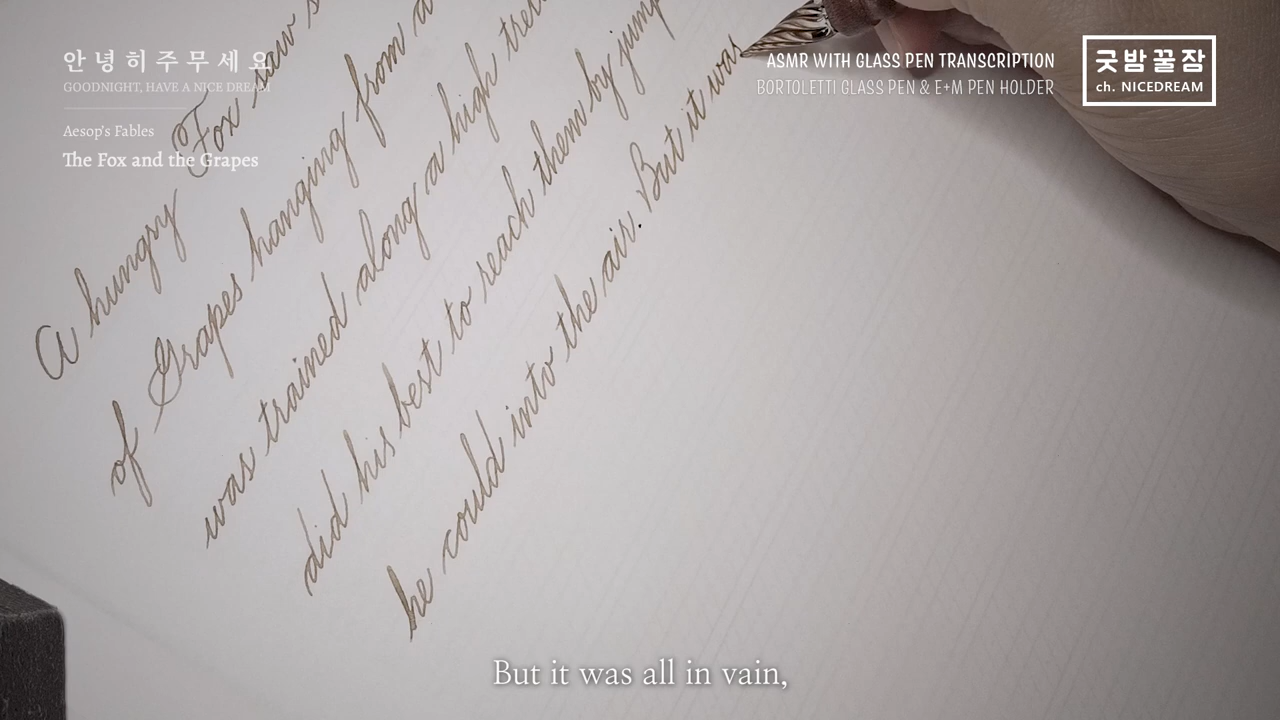 안녕히주무세요
GOODNIGHT, HAVE A NICE DREAM
Aesop's Fables
The Fox and the Grapes
ASMR WITH GLASS PEN TRANSCRIPTION
BORTOLETTI GLASS PEN & E+M PEN HOLDER
굿밤꿀잠
ch. NICEDREAM
A hungry Fox saw
of Grapes hanging from
was trained along a high
did his best to reach them by jump
he could into the air. But it was
But it was all in vain,